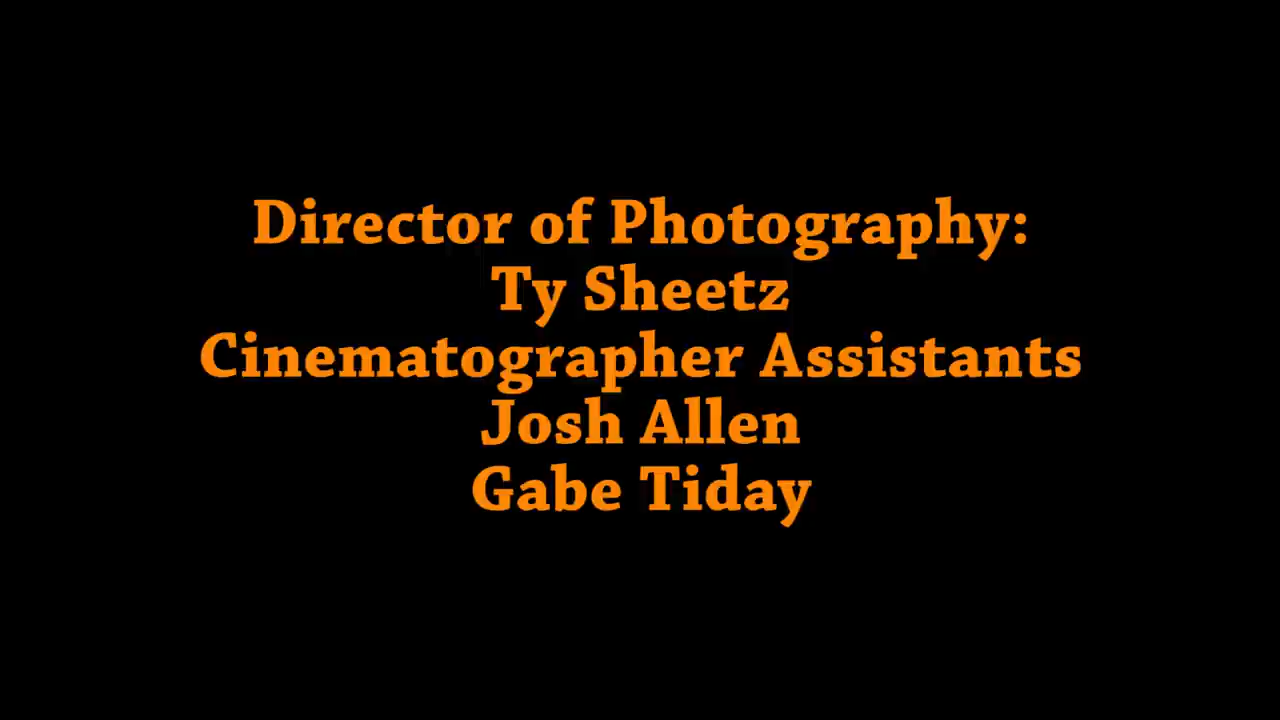 Director of Photography:
Ty Sheetz
Cinematographer Assistants
Josh Allen
Gabe Tiday